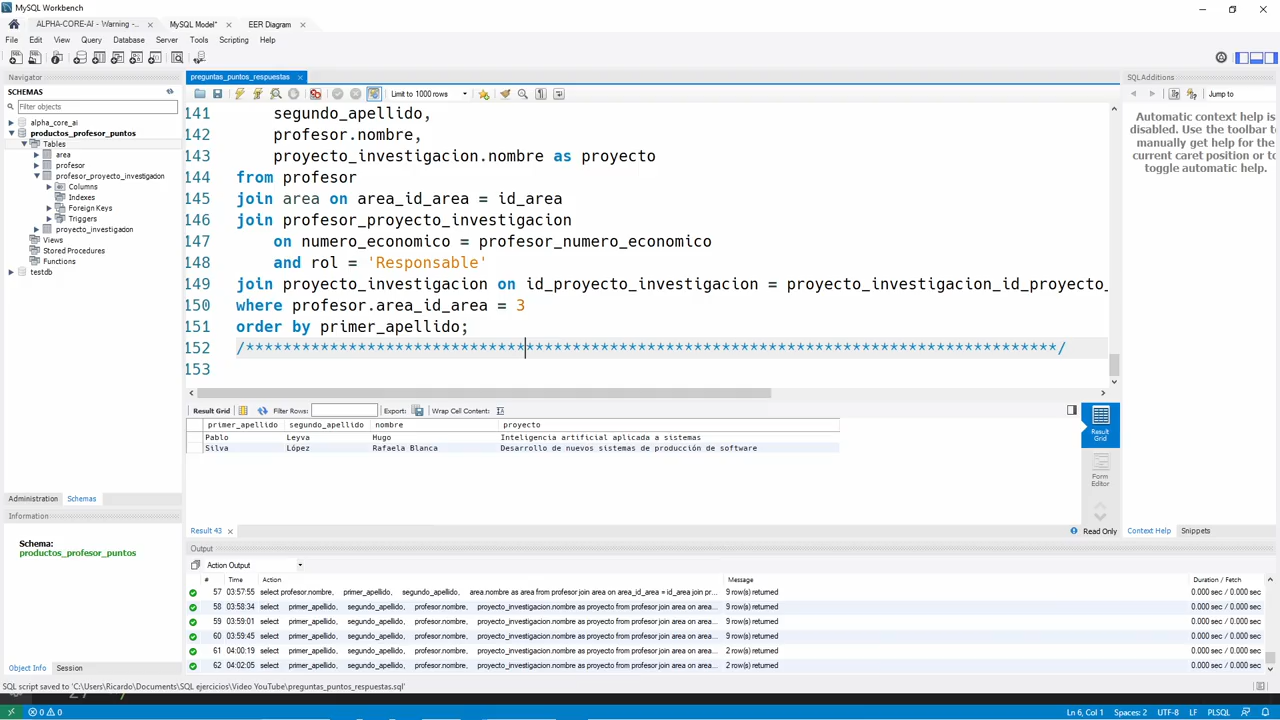 MySQL Workbench
ALPHA-CORE-AI - Warning -...
MySQL Model*
EER Diagram
File Edit View Query Database Server Tools Scripting Help
Navigator
SCHEMAS
Filter objects
alpha_core_ai
productos_profesor_puntos
Tables
area
profesor
profesor_proyecto_investigadon
Columns
Indexes
Foreign Keys
Triggers
proyecto_investigadon
Views
Stored Procedures
Functions
testdb
Administration Schemas
Information
Schema:
productos_profesor_puntos
Object Info Session
preguntas_puntos_respuestas
Limit to 1000 rows
141 segundo_apellido,
142 profesor.nombre,
143 proyecto_investigacion.nombre as proyecto
144 from profesor
145 join area on area_id_area = id_area
146 join profesor_proyecto_investigacion
147 on numero_economico = profesor_numero_economico
148 and rol = 'Responsable'
149 join proyecto_investigacion on id_proyecto_investigacion = proyecto_investigacion_id_proyecto_
150 where profesor.area_id_area = 3
151 order by primer_apellido;
152 /***************************************************************************************/
153
Result Grid Filter Rows: Export: Wrap Cell Content:
primer_apellido segundo_apellido nombre proyecto
Pablo Leyva Hugo Inteligencia artificial aplicada a sistemas
Silva López Rafaela Blanca Desarrollo de nuevos sistemas de producción de software
Result Grid
Form Editor
Result 43
Read Only
Output
Action Output
# Time Action Message Duration / Fetch
57 03:57:55 select profesor.nombre, primer_apellido, segundo_apellido, area.nombre as area from profesor join area on area_id_area = id_area join pr... 9 row(s) returned 0.000 sec / 0.000 sec
58 03:58:34 select primer_apellido, segundo_apellido, profesor.nombre, proyecto_investigacion.nombre as proyecto from profesor join area on area... 9 row(s) returned 0.000 sec / 0.000 sec
59 03:59:01 select primer_apellido, segundo_apellido, profesor.nombre, proyecto_investigacion.nombre as proyecto from profesor join area on area... 9 row(s) returned 0.000 sec / 0.000 sec
60 03:59:45 select primer_apellido, segundo_apellido, profesor.nombre, proyecto_investigacion.nombre as proyecto from profesor join area on area... 9 row(s) returned 0.000 sec / 0.000 sec
61 04:00:19 select primer_apellido, segundo_apellido, profesor.nombre, proyecto_investigacion.nombre as proyecto from profesor join area on area... 2 row(s) returned 0.000 sec / 0.000 sec
62 04:02:05 select primer_apellido, segundo_apellido, profesor.nombre, proyecto_investigacion.nombre as proyecto from profesor join area on area... 2 row(s) returned 0.000 sec / 0.000 sec
SQLAdditions
Jump to
Automatic context help is
disabled. Use the toolbar to
manually get help for the
current caret position or to
toggle automatic help.
Context Help Snippets
SQL script saved to 'C:\Users\Ricardo\Documents\SQL ejercicios\Video YouTube\preguntas_puntos_respuestas.sql'
0 0 Ln 6, Col 1 Spaces: 2 UTF-8 LF PLSQL